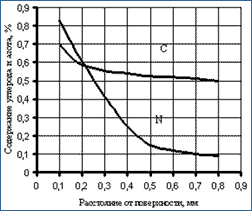 Содержание углерода и азота, %
0,9
0,8
0,7
0,6
0,5
0,4
0,3
0,2
0,1
0
C
N
0 0,1 0,2 0,3 0,4 0,5 0,6 0,7 0,8 0,9
Расстояние от поверхности, мм